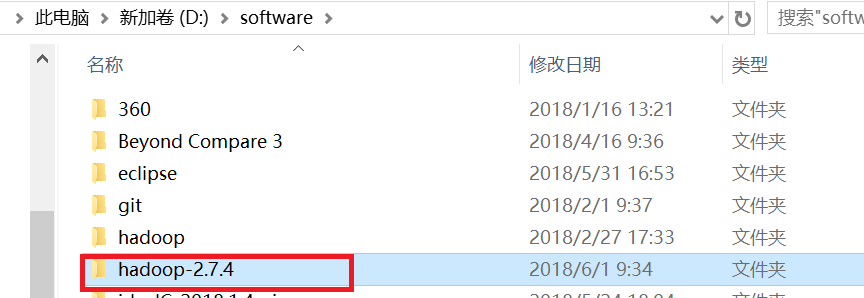 此电脑 > 新加卷 (D:) > software > 搜索"softw
名称 修改日期 类型
360 2018/1/16 13:21 文件夹
Beyond Compare 3 2018/4/16 9:36 文件夹
eclipse 2018/5/31 16:53 文件夹
git 2018/2/1 9:37 文件夹
hadoop 2018/2/27 17:33 文件夹
hadoop-2.7.4 2018/6/1 9:34 文件夹